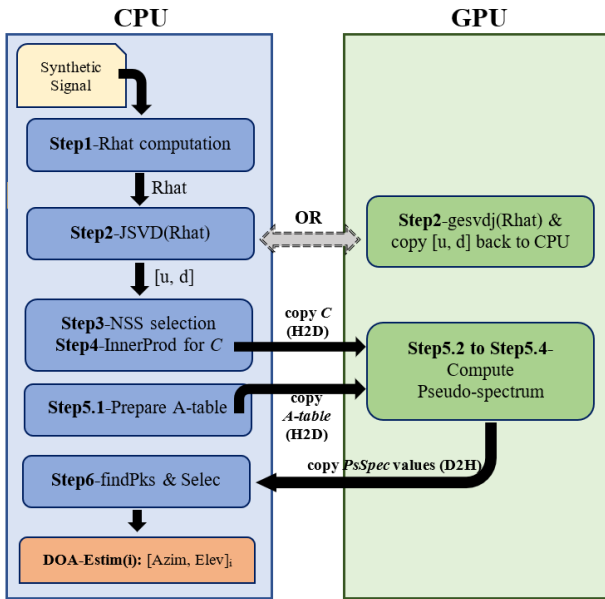 CPU
GPU
Synthetic
Signal
Step1-Rhat computation
Rhat
Step2-JSVD(Rhat)
OR
Step2-gesvdj(Rhat) &
copy [u, d] back to CPU
[u, d]
Step3-NSS selection
Step4-InnerProd for C
copy C
(H2D)
Step5.2 to Step5.4-
Compute
Pseudo-spectrum
Step5.1-Prepare A-table
copy
A-table
(H2D)
copy PsSpec values (D2H)
Step6-findPks & Selec
DOA-Estim(i): [Azim, Elev]i